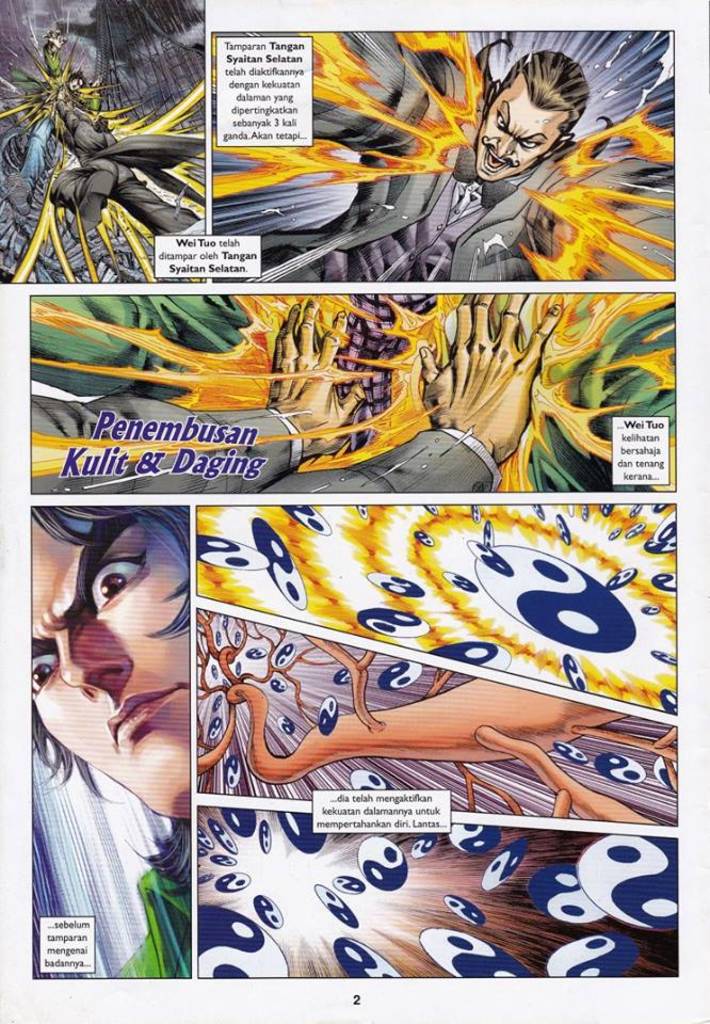 Wei Tuo telah
ditampar oleh Tangan
Syaitan Selatan.
Tamparan Tangan
Syaitan Selatan
telah diaktifkannya
dengan kekuatan
dalaman yang
dipertingkatkan
sebanyak 3 kali
ganda. Akan tetapi...
Penembusan
Kulit & Daging
...Wei Tuo
kelihatan
bersahaja
dan tenang
kerana...
...sebelum
tamparan
mengenai
badannya...
...dia telah mengaktifkan
kekuatan dalamannya untuk
mempertahankan diri. Lantas...
2